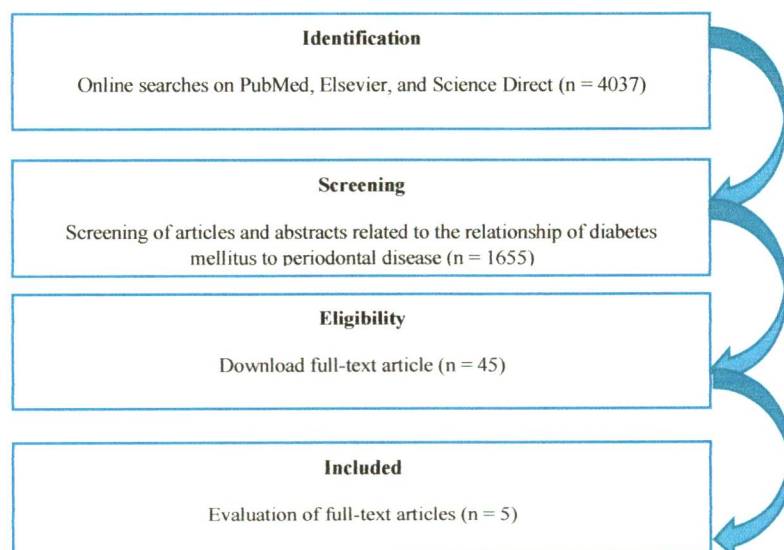 Identification
Online searches on PubMed, Elsevier, and Science Direct (n = 4037)
Screening
Screening of articles and abstracts related to the relationship of diabetes
mellitus to periodontal disease (n = 1655)
Eligibility
Download full-text article (n = 45)
Included
Evaluation of full-text articles (n = 5)